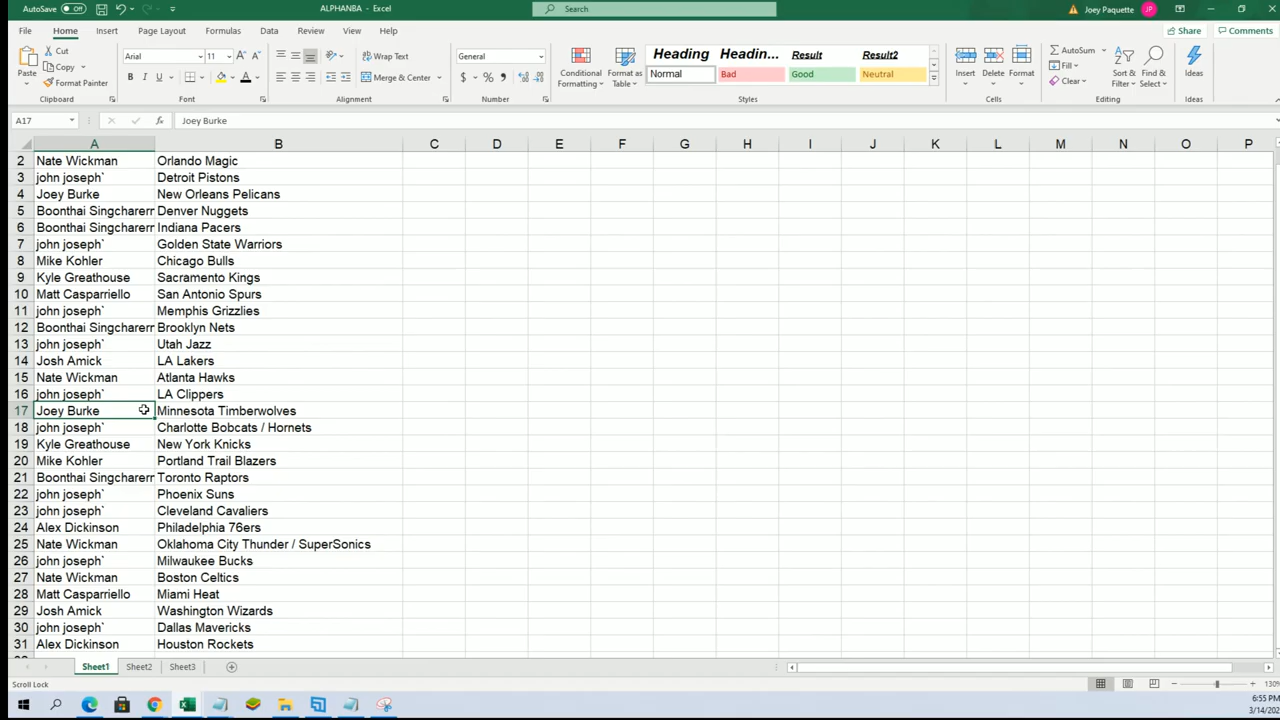 AutoSave Off
ALPHANBA - Excel
Search
Joey Paquette JP
File Home Insert Page Layout Formulas Data Review View Help
Share Comments
Paste
Cut
Copy
Format Painter
Clipboard
Arial 11
B I U
Font
Wrap Text
Merge & Center
Alignment
General
$ % ,
Number
Conditional Formatting
Format as Table
Heading Headin... Result Result2
Normal Bad Good Neutral
Styles
Insert Delete Format
Cells
AutoSum
Fill
Clear
Sort & Filter
Find & Select
Editing
Ideas
Ideas
A17 fx Joey Burke
A B C D E F G H I J K L M N O P
2 Nate Wickman Orlando Magic
3 john joseph` Detroit Pistons
4 Joey Burke New Orleans Pelicans
5 Boonthai Singcharern Denver Nuggets
6 Boonthai Singcharern Indiana Pacers
7 john joseph` Golden State Warriors
8 Mike Kohler Chicago Bulls
9 Kyle Greathouse Sacramento Kings
10 Matt Casparriello San Antonio Spurs
11 john joseph` Memphis Grizzlies
12 Boonthai Singcharern Brooklyn Nets
13 john joseph` Utah Jazz
14 Josh Amick LA Lakers
15 Nate Wickman Atlanta Hawks
16 john joseph` LA Clippers
17 Joey Burke Minnesota Timberwolves
18 john joseph` Charlotte Bobcats / Hornets
19 Kyle Greathouse New York Knicks
20 Mike Kohler Portland Trail Blazers
21 Boonthai Singcharern Toronto Raptors
22 john joseph` Phoenix Suns
23 john joseph` Cleveland Cavaliers
24 Alex Dickinson Philadelphia 76ers
25 Nate Wickman Oklahoma City Thunder / SuperSonics
26 john joseph` Milwaukee Bucks
27 Nate Wickman Boston Celtics
28 Matt Casparriello Miami Heat
29 Josh Amick Washington Wizards
30 john joseph` Dallas Mavericks
31 Alex Dickinson Houston Rockets
Sheet1 Sheet2 Sheet3
Scroll Lock
130%
6:55 PM
3/14/202